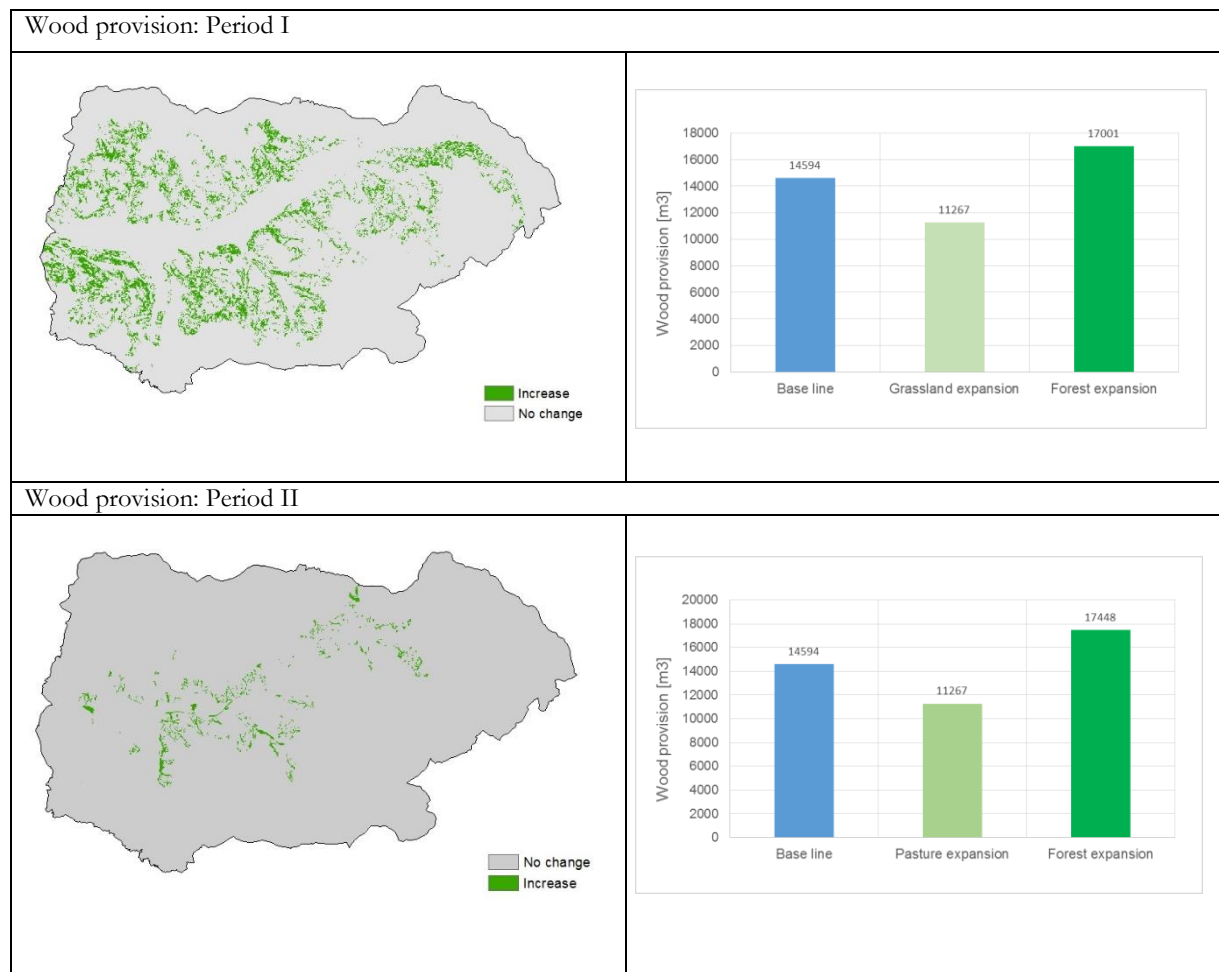 Wood provision: Period I
Increase
No change
Wood provision [m3]
18000
16000
14000
12000
10000
8000
6000
4000
2000
0
14594
11267
17001
Base line
Grassland expansion
Forest expansion
Wood provision: Period II
No change
Increase
Wood provision [m3]
20000
18000
16000
14000
12000
10000
8000
6000
4000
2000
0
14594
11267
17448
Base line
Pasture expansion
Forest expansion